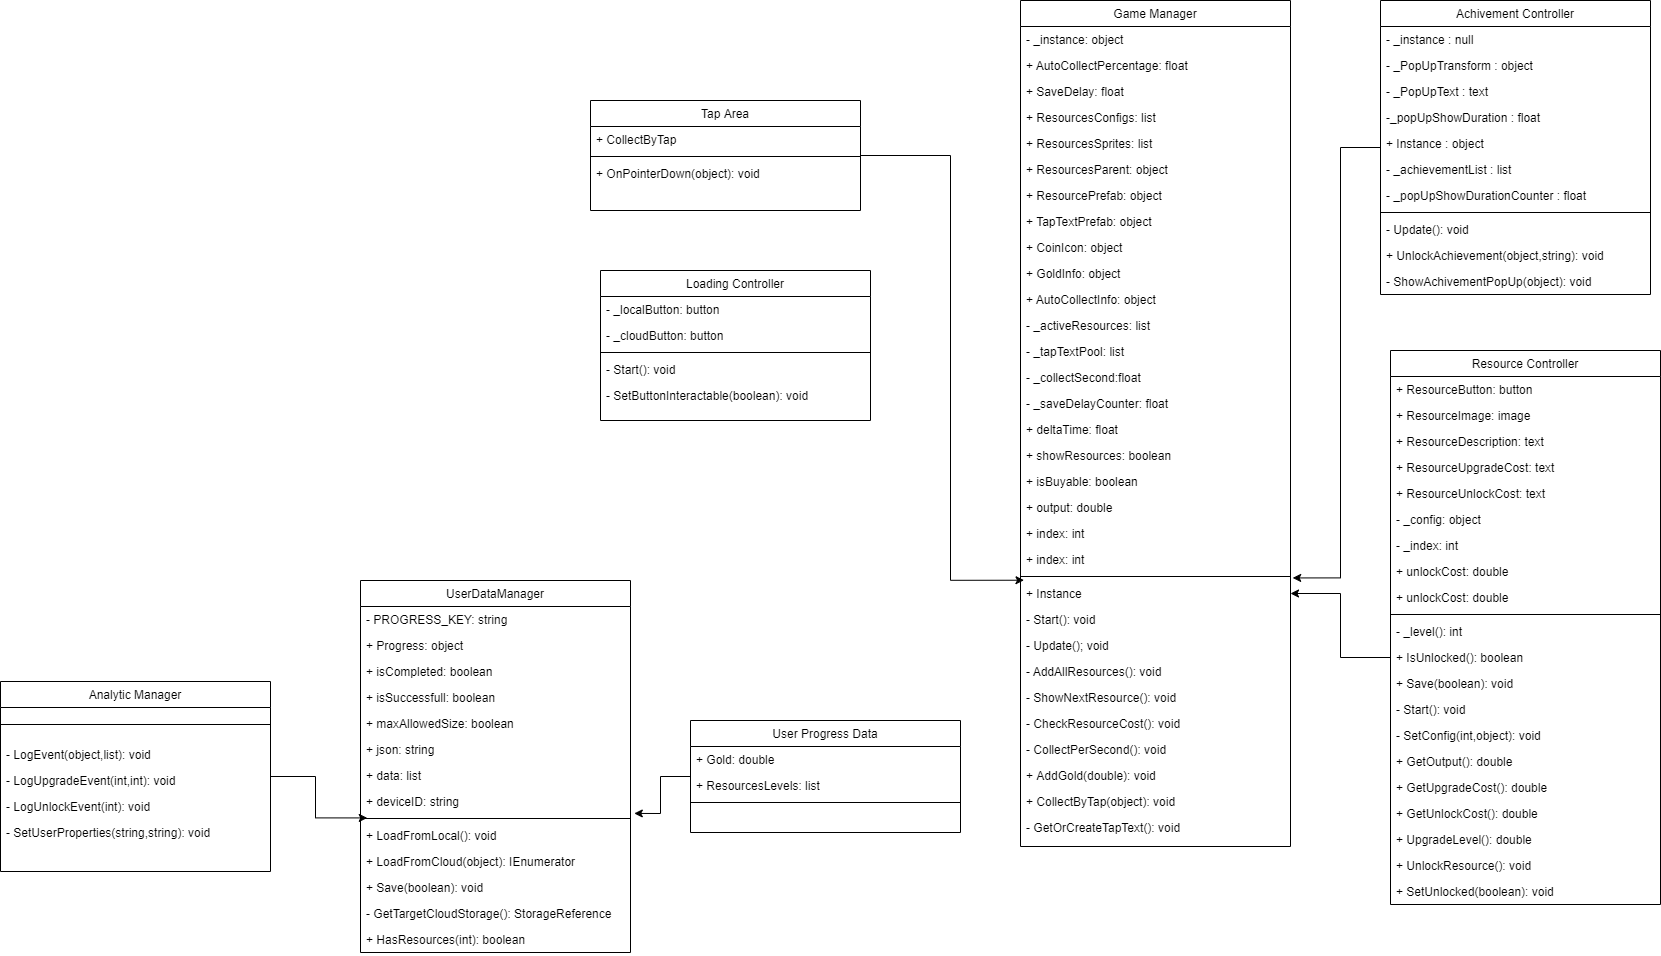 Game Manager
- _instance: object
+ AutoCollectPercentage: float
+ SaveDelay: float
+ ResourcesConfigs: list
+ ResourcesSprites: list
+ ResourcesParent: object
+ ResourcePrefab: object
+ TapTextPrefab: object
+ CoinIcon: object
+ GoldInfo: object
+ AutoCollectInfo: object
- _activeResources: list
- _tapTextPool: list
- _collectSecond:float
- _saveDelayCounter: float
+ deltaTime: float
+ showResources: boolean
+ isBuyable: boolean
+ output: double
+ index: int
+ index: int
+ Instance
- Start(): void
- Update(); void
- AddAllResources(): void
- ShowNextResource(): void
- CheckResourceCost(): void
- CollectPerSecond(): void
+ AddGold(double): void
+ CollectByTap(object): void
- GetOrCreateTapText(): void
Achivement Controller
- _instance : null
- _PopUpTransform : object
- _PopUpText : text
-_popUpShowDuration : float
+ Instance : object
- _achievementList : list
- _popUpShowDurationCounter : float
- Update(): void
+ UnlockAchievement(object,string): void
- ShowAchivementPopUp(object): void
Tap Area
+ CollectByTap
+ OnPointerDown(object): void
Loading Controller
- _localButton: button
- _cloudButton: button
- Start(): void
- SetButtonInteractable(boolean): void
Resource Controller
+ ResourceButton: button
+ ResourceImage: image
+ ResourceDescription: text
+ ResourceUpgradeCost: text
+ ResourceUnlockCost: text
- _config: object
- _index: int
+ unlockCost: double
+ unlockCost: double
- _level(): int
+ IsUnlocked(): boolean
+ Save(boolean): void
- Start(): void
- SetConfig(int,object): void
+ GetOutput(): double
+ GetUpgradeCost(): double
+ GetUnlockCost(): double
+ UpgradeLevel(): double
+ UnlockResource(): void
+ SetUnlocked(boolean): void
UserDataManager
- PROGRESS_KEY: string
+ Progress: object
+ isCompleted: boolean
+ isSuccessfull: boolean
+ maxAllowedSize: boolean
+ json: string
+ data: list
+ deviceID: string
+ LoadFromLocal(): void
+ LoadFromCloud(object): IEnumerator
+ Save(boolean): void
- GetTargetCloudStorage(): StorageReference
+ HasResources(int): boolean
Analytic Manager
- LogEvent(object,list): void
- LogUpgradeEvent(int,int): void
- LogUnlockEvent(int): void
- SetUserProperties(string,string): void
User Progress Data
+ Gold: double
+ ResourcesLevels: list